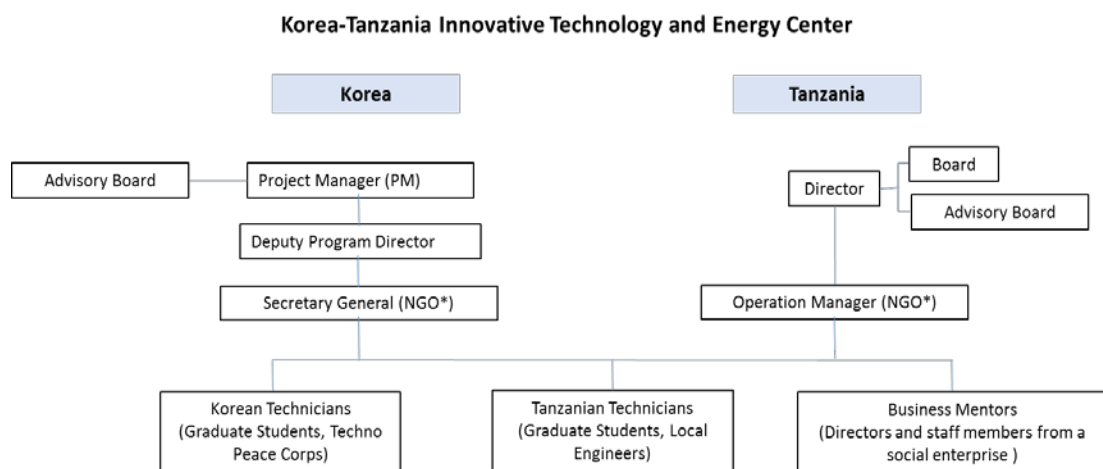 Korea-Tanzania Innovative Technology and Energy Center
Korea
Tanzania
Advisory Board
Project Manager (PM)
Director
Board
Advisory Board
Deputy Program Director
Secretary General (NGO*)
Operation Manager (NGO*)
Korean Technicians
(Graduate Students, Techno
Peace Corps)
Tanzanian Technicians
(Graduate Students, Local
Engineers)
Business Mentors
(Directors and staff members from a
social enterprise )